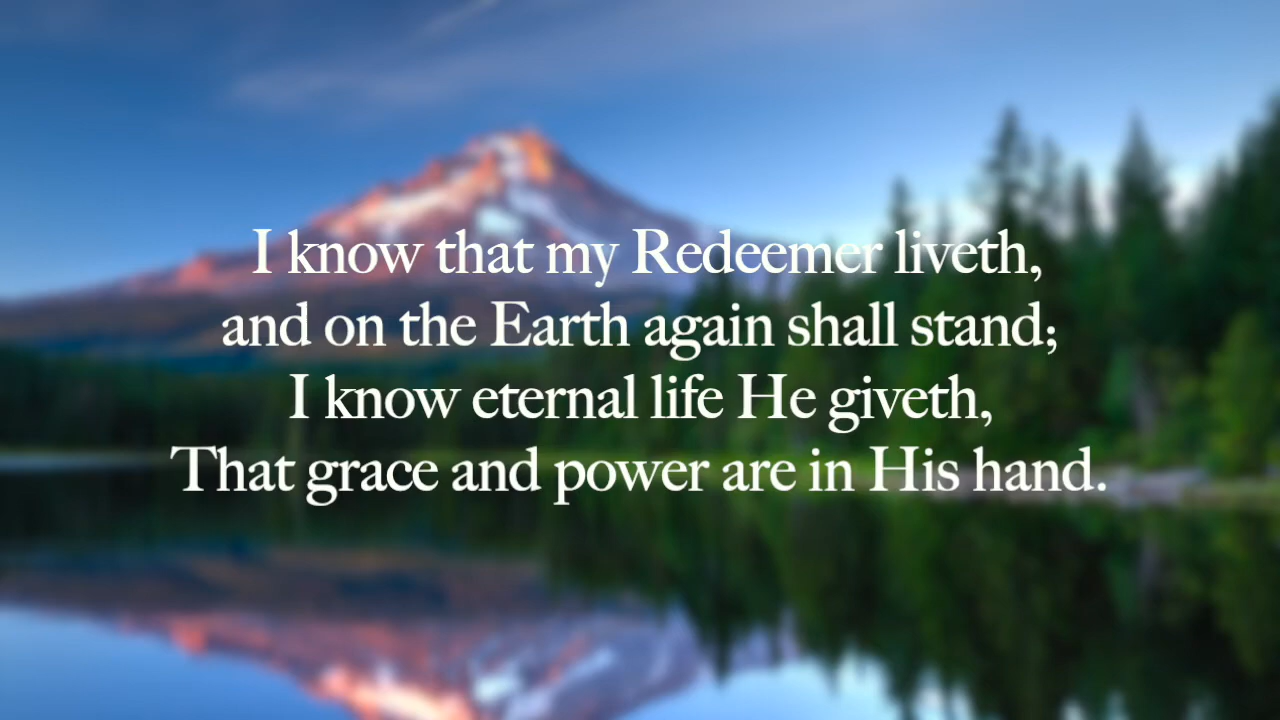 I know that my Redeemer liveth,
and on the Earth again shall stand;
I know eternal life He giveth,
That grace and power are in His hand.